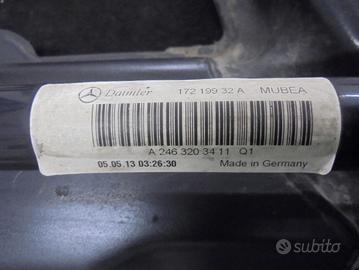 Daimler 172 199 32 A MUBEA
A 246 320 34 11 Q1
05.05.13 03:26:30 Made in Germany
subito